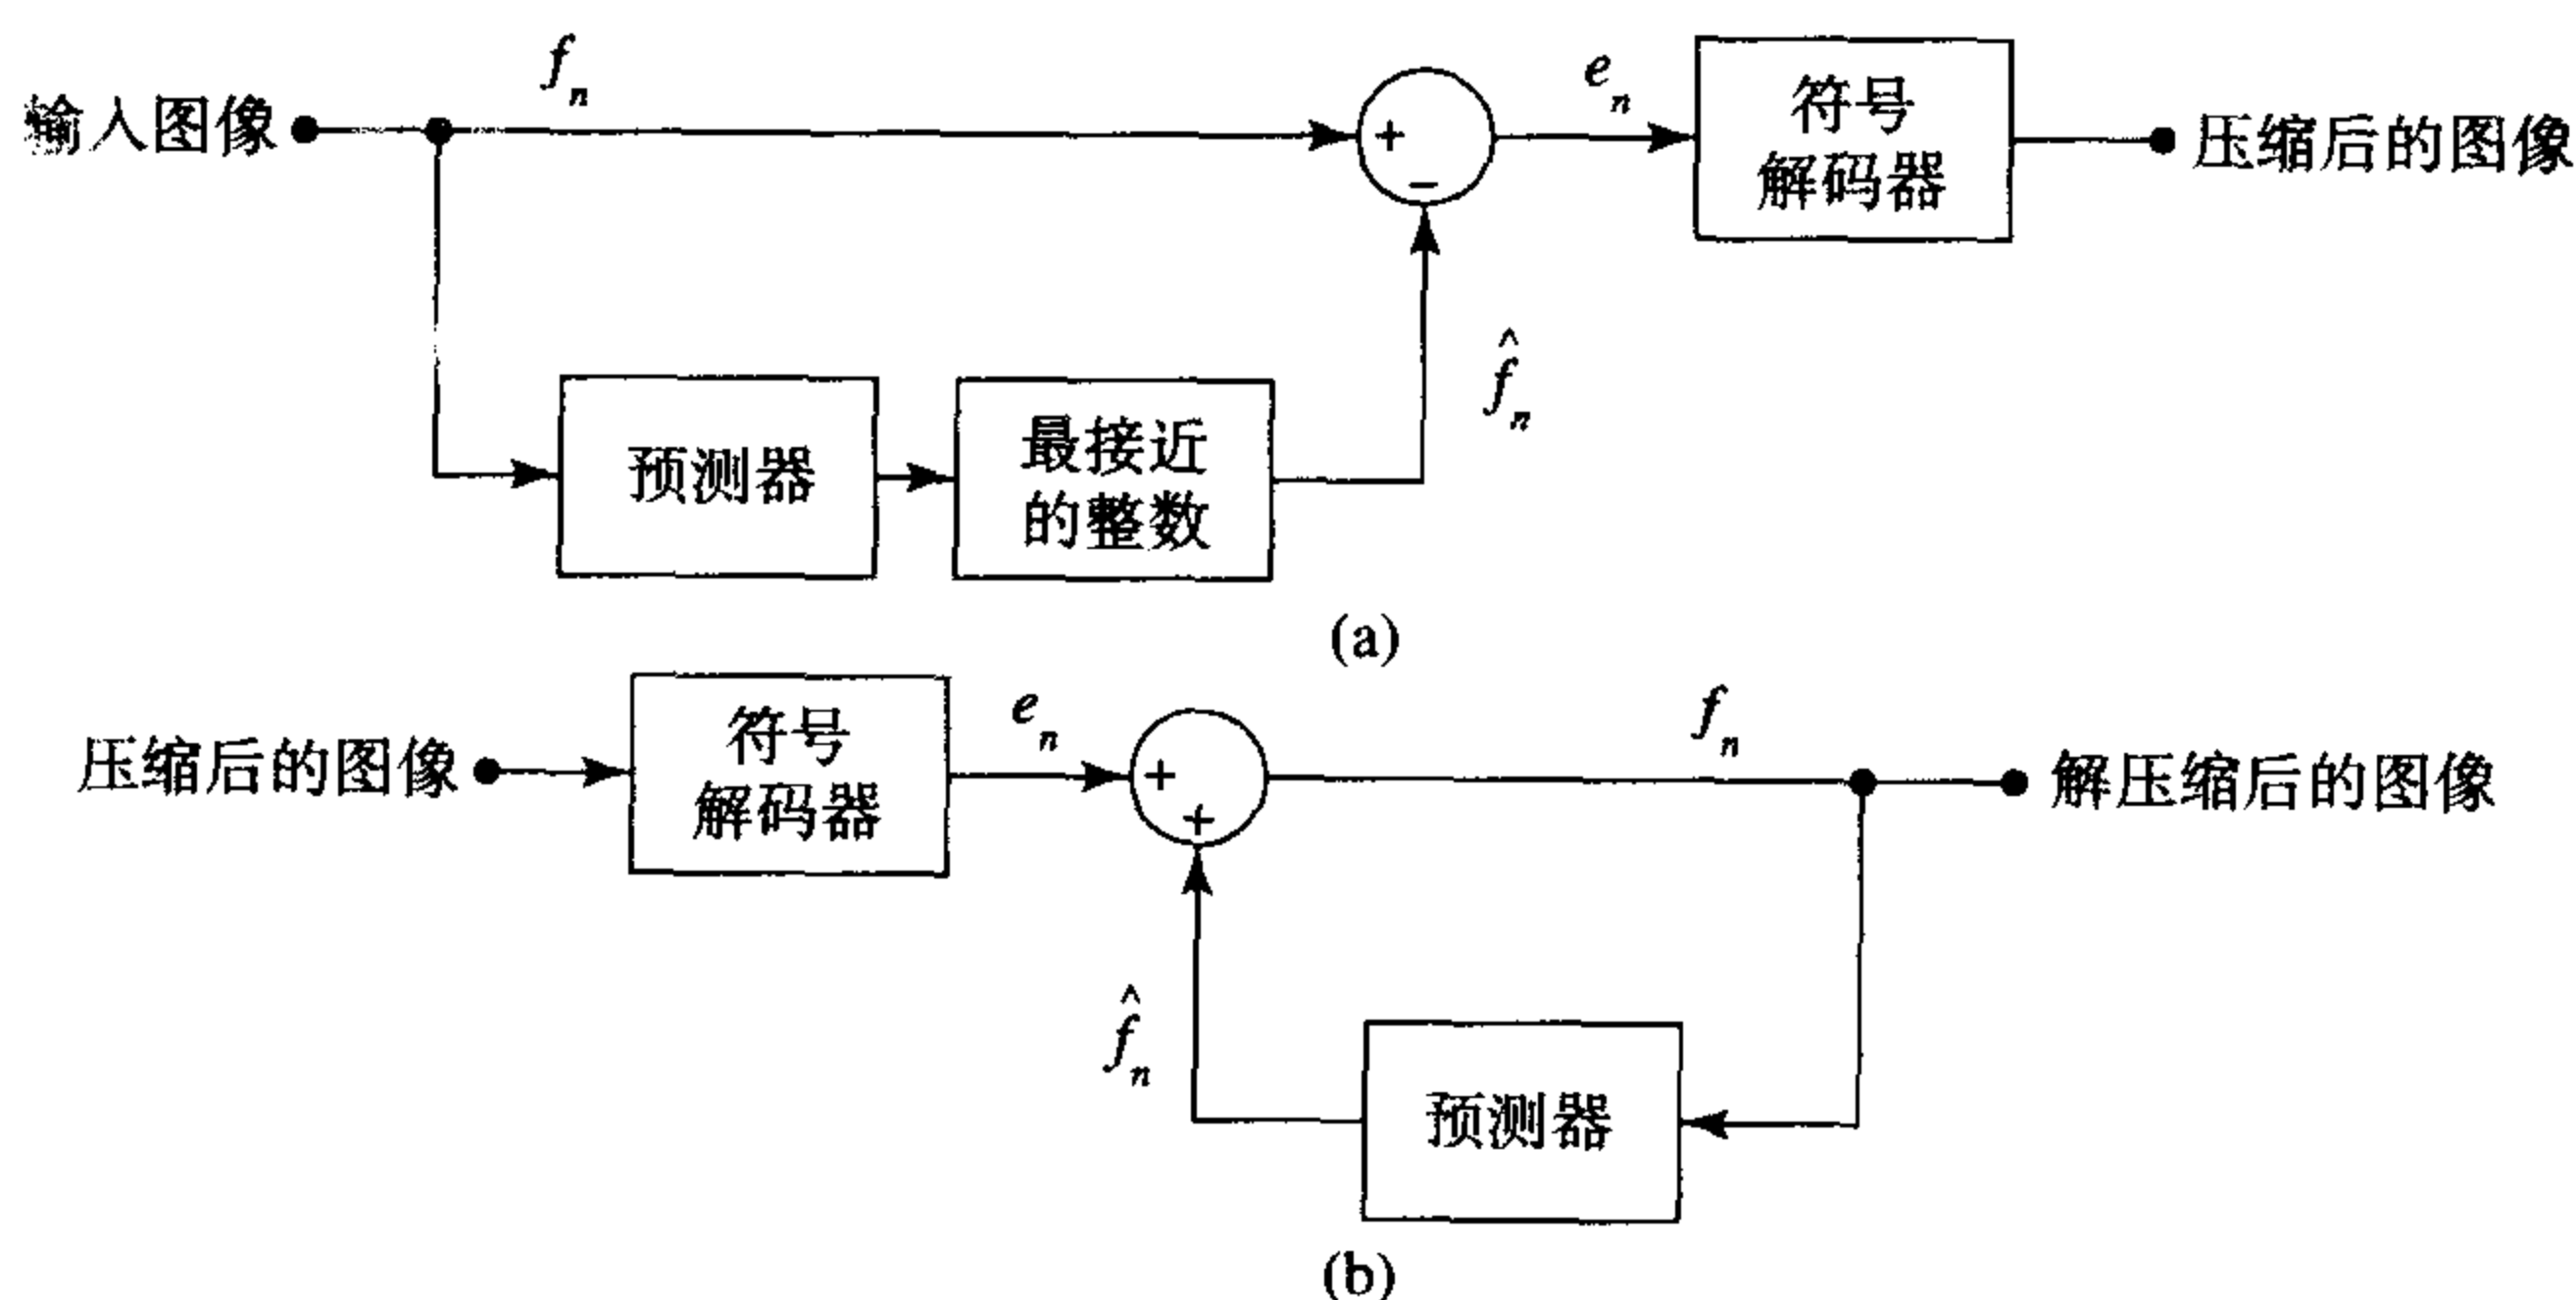 输入图像
f_n
+
−
e_n
符号
解码器
压缩后的图像
预测器
最接近
的整数
f̂_n
(a)
压缩后的图像
符号
解码器
e_n
+
+
f_n
解压缩后的图像
f̂_n
预测器
(b)